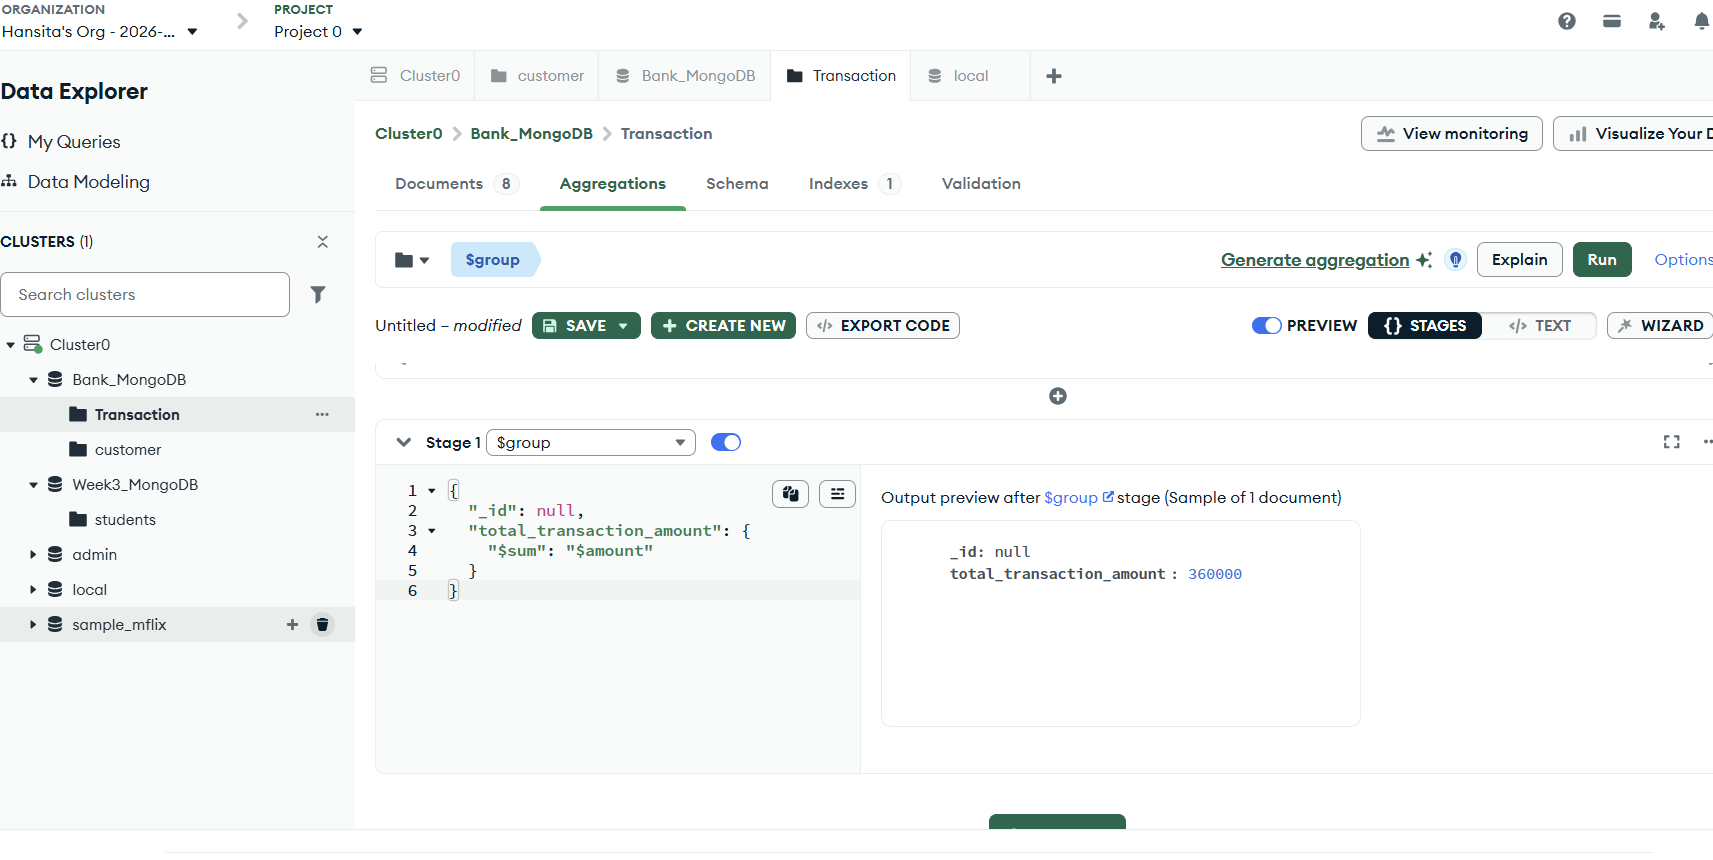 ORGANIZATION
Hansita's Org - 2026-...
PROJECT
Project 0
Data Explorer
My Queries
Data Modeling
CLUSTERS (1)
Search clusters
Cluster0
Bank_MongoDB
Transaction
customer
Week3_MongoDB
students
admin
local
sample_mflix
Cluster0
customer
Bank_MongoDB
Transaction
local
Cluster0 > Bank_MongoDB > Transaction
View monitoring
Visualize Your D
Documents 8
Aggregations
Schema
Indexes 1
Validation
$group
Generate aggregation
Explain
Run
Options
Untitled – modified
SAVE
+ CREATE NEW
</> EXPORT CODE
PREVIEW
{} STAGES
</> TEXT
WIZARD
Stage 1 $group
1 {
2 "_id": null,
3 "total_transaction_amount": {
4 "$sum": "$amount"
5 }
6 }
Output preview after $group stage (Sample of 1 document)
_id: null
total_transaction_amount : 360000